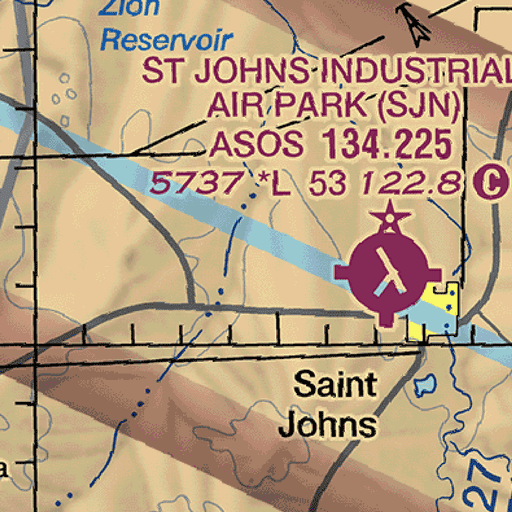 Zion
Reservoir
ST JOHNS INDUSTRIAL
AIR PARK (SJN)
ASOS 134.225
5737 *L 53 122.8 C
Saint
Johns
a
27